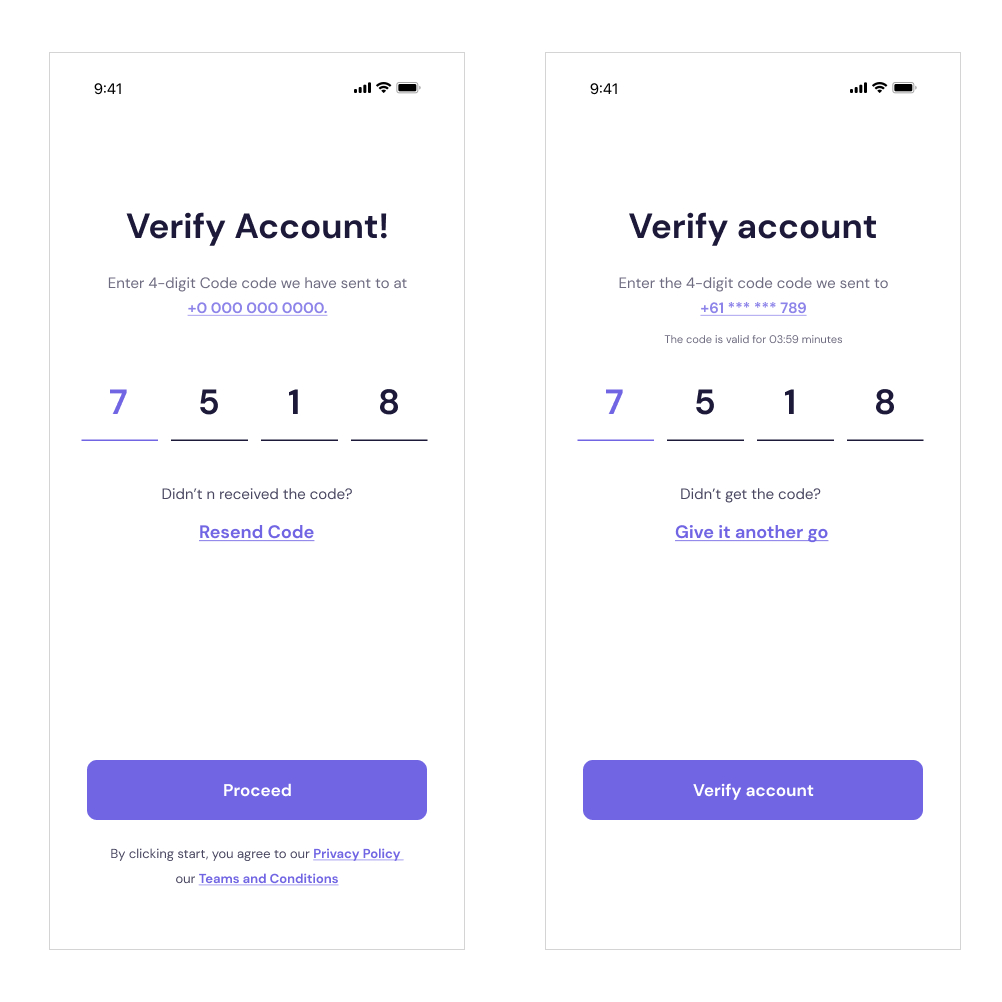 9:41
Verify Account!
Enter 4-digit Code code we have sent to at
+0 000 000 0000.
7 5 1 8
Didn’t n received the code?
Resend Code
Proceed
By clicking start, you agree to our Privacy Policy
our Teams and Conditions
9:41
Verify account
Enter the 4-digit code code we sent to
+61 *** *** 789
The code is valid for 03:59 minutes
7 5 1 8
Didn’t get the code?
Give it another go
Verify account